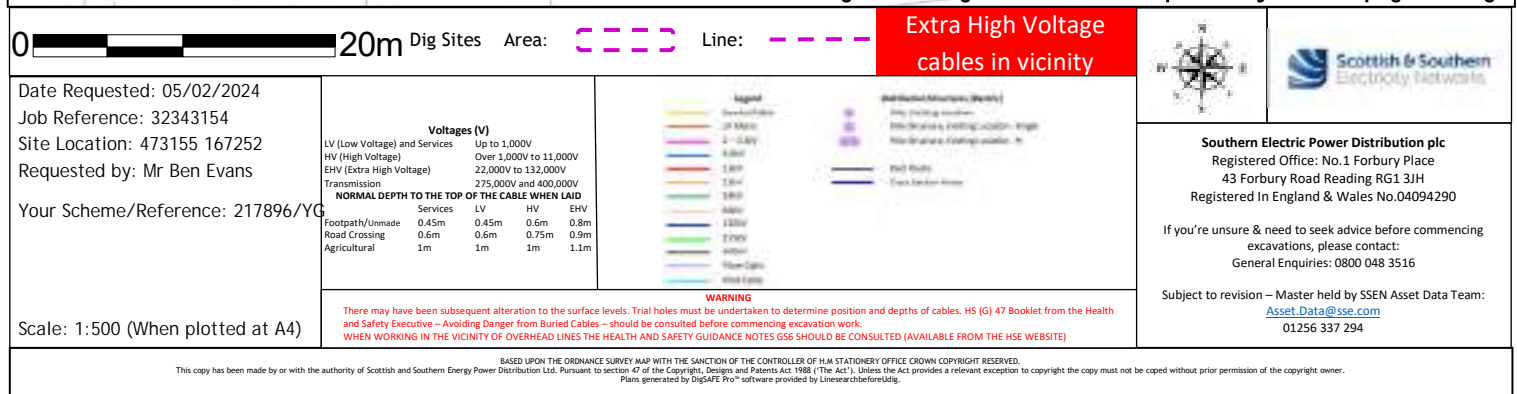 0 20m Dig Sites Area: Line:
Extra High Voltage
cables in vicinity
N
W E
S
Scottish & Southern
Electricity Networks
Date Requested: 05/02/2024
Job Reference: 32343154
Site Location: 473155 167252
Requested by: Mr Ben Evans
Your Scheme/Reference: 217896/YG
Scale: 1:500 (When plotted at A4)
Voltages (V)
LV (Low Voltage) and Services Up to 1,000V
HV (High Voltage) Over 1,000V to 11,000V
EHV (Extra High Voltage) 22,000V to 132,000V
Transmission 275,000V and 400,000V
NORMAL DEPTH TO THE TOP OF THE CABLE WHEN LAID
Services LV HV EHV
Footpath/Unmade 0.45m 0.45m 0.6m 0.8m
Road Crossing 0.6m 0.6m 0.75m 0.9m
Agricultural 1m 1m 1m 1.1m
Legend
WARNING
There may have been subsequent alteration to the surface levels. Trial holes must be undertaken to determine position and depths of cables. HS (G) 47 Booklet from the Health
and Safety Executive – Avoiding Danger from Buried Cables – should be consulted before commencing excavation work.
WHEN WORKING IN THE VICINITY OF OVERHEAD LINES THE HEALTH AND SAFETY GUIDANCE NOTES GS6 SHOULD BE CONSULTED (AVAILABLE FROM THE HSE WEBSITE)
Southern Electric Power Distribution plc
Registered Office: No.1 Forbury Place
43 Forbury Road Reading RG1 3JH
Registered In England & Wales No.04094290
If you're unsure & need to seek advice before commencing
excavations, please contact:
General Enquiries: 0800 048 3516
Subject to revision – Master held by SSEN Asset Data Team:
Asset.Data@sse.com
01256 337 294
BASED UPON THE ORDNANCE SURVEY MAP WITH THE SANCTION OF THE CONTROLLER OF H.M STATIONERY OFFICE CROWN COPYRIGHT RESERVED.
This copy has been made by or with the authority of Scottish and Southern Energy Power Distribution Ltd. Pursuant to section 47 of the Copyright, Designs and Patents Act 1988 ('The Act'). Unless the Act provides a relevant exception to copyright the copy must not be coped without prior permission of the copyright owner.
Plans generated by DigSAFE Pro™ software provided by LinesearchbeforeUdig.